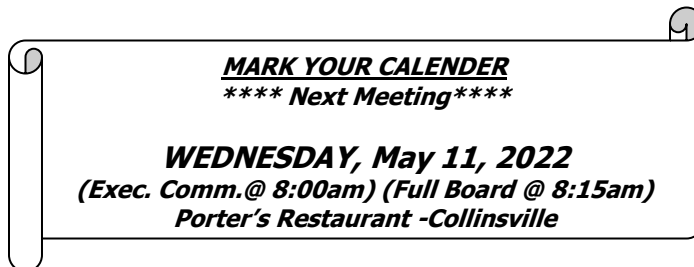 MARK YOUR CALENDER
**** Next Meeting****
WEDNESDAY, May 11, 2022
(Exec. Comm.@ 8:00am) (Full Board @ 8:15am)
Porter's Restaurant -Collinsville